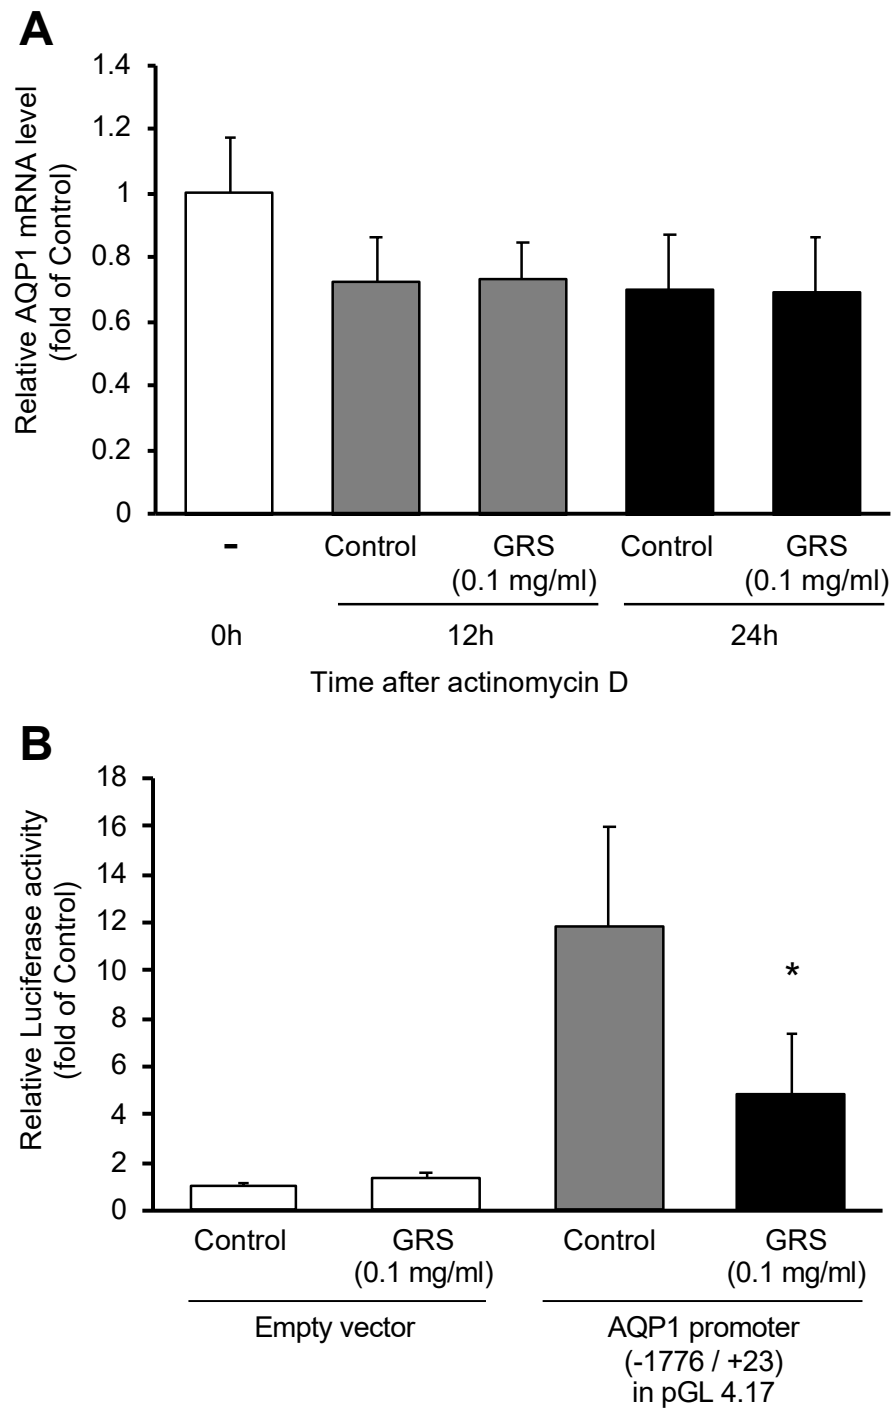 A
Relative AQP1 mRNA level
(fold of Control)
1.4
1.2
1
0.8
0.6
0.4
0.2
0
- Control GRS Control GRS
(0.1 mg/ml) (0.1 mg/ml)
0h 12h 24h
Time after actinomycin D
B
Relative Luciferase activity
(fold of Control)
18
16
14
12
10
8
6
4
2
0
*
Control GRS Control GRS
(0.1 mg/ml) (0.1 mg/ml)
Empty vector AQP1 promoter
(-1776 / +23)
in pGL 4.17